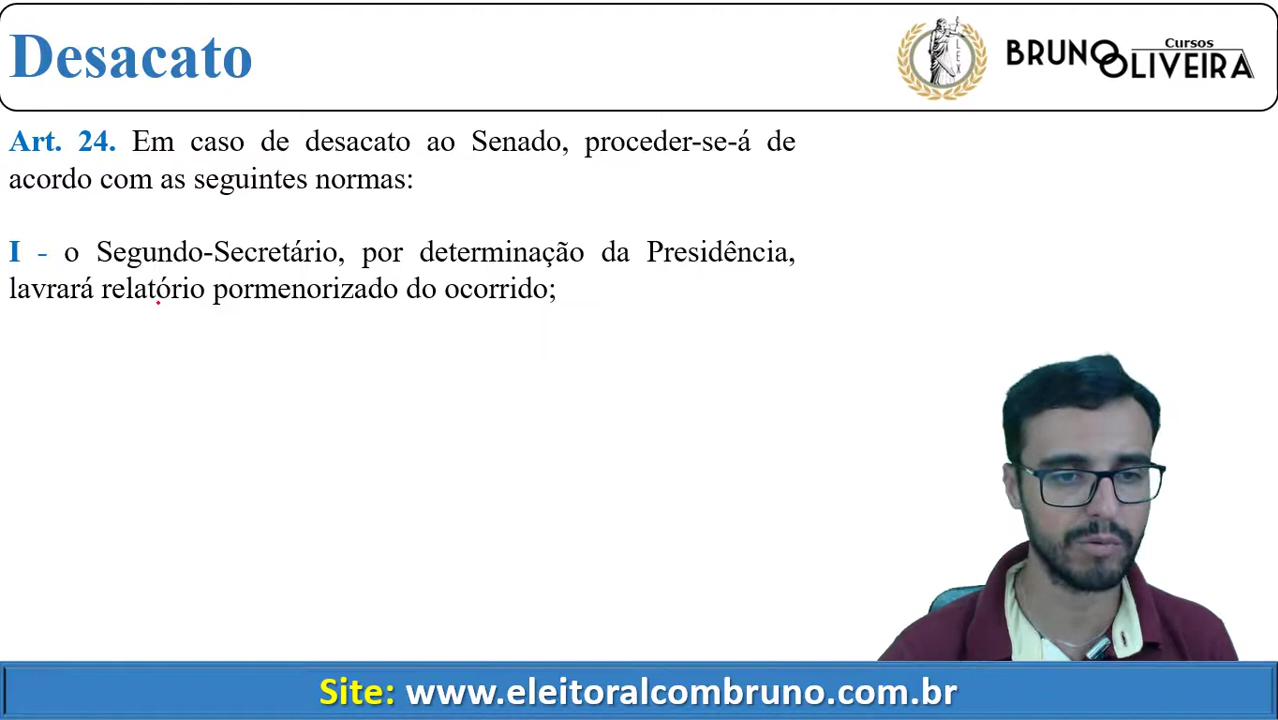 Desacato
LEX
Cursos
BRUNO
OLIVEIRA
Art. 24. Em caso de desacato ao Senado, proceder-se-á de
acordo com as seguintes normas:
I - o Segundo-Secretário, por determinação da Presidência,
lavrará relatório pormenorizado do ocorrido;
Site: www.eleitoralcombruno.com.br